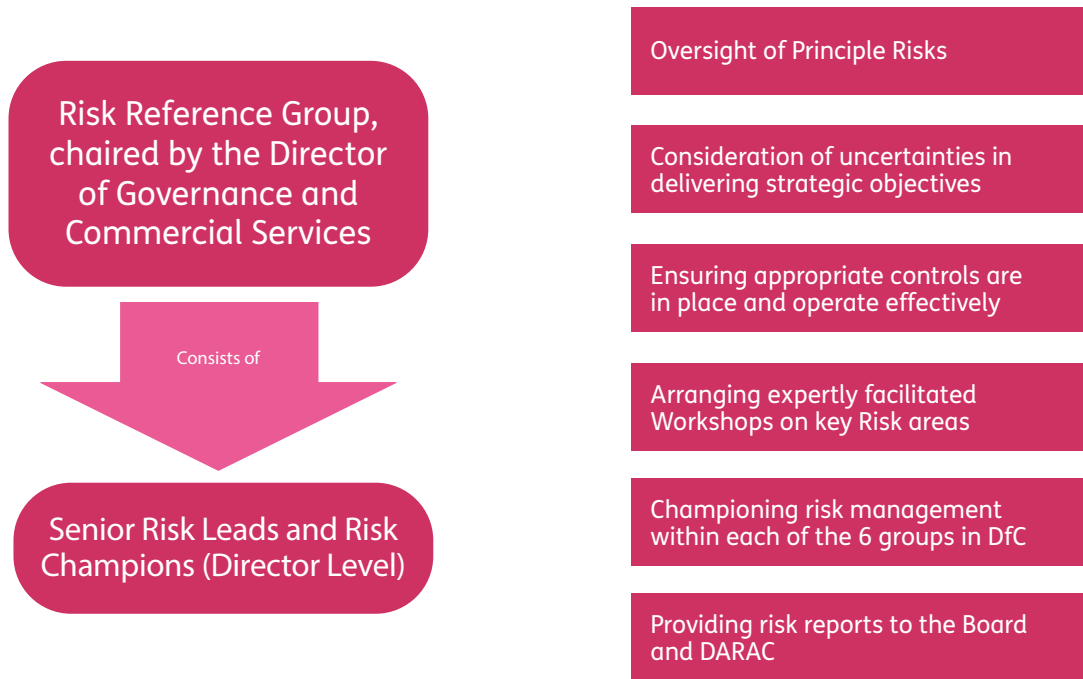 Risk Reference Group,
chaired by the Director
of Governance and
Commercial Services
Consists of
Senior Risk Leads and Risk
Champions (Director Level)
Oversight of Principle Risks
Consideration of uncertainties in
delivering strategic objectives
Ensuring appropriate controls are
in place and operate effectively
Arranging expertly facilitated
Workshops on key Risk areas
Championing risk management
within each of the 6 groups in DfC
Providing risk reports to the Board
and DARAC